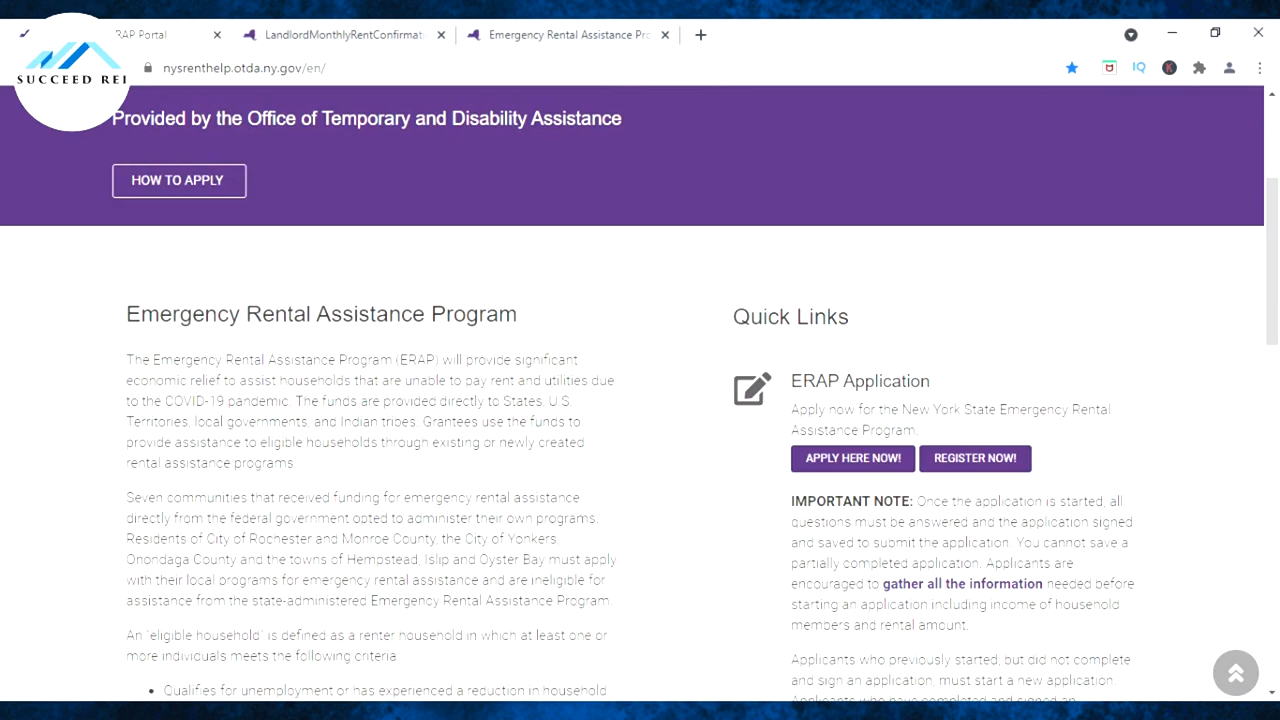 RAP Portal
LandlordMonthlyRentConfirmat
Emergency Rental Assistance Pro
SUCCEED REI
nysrenthelp.otda.ny.gov/en/
IQ
K
Provided by the Office of Temporary and Disability Assistance
HOW TO APPLY
Emergency Rental Assistance Program
The Emergency Rental Assistance Program (ERAP) will provide significant
economic relief to assist households that are unable to pay rent and utilities due
to the COVID-19 pandemic. The funds are provided directly to States, U.S.
Territories, local governments, and Indian tribes. Grantees use the funds to
provide assistance to eligible households through existing or newly created
rental assistance programs
Seven communities that received funding for emergency rental assistance
directly from the federal government opted to administer their own programs.
Residents of City of Rochester and Monroe County, the City of Yonkers,
Onondaga County and the towns of Hempstead, Islip and Oyster Bay must apply
with their local programs for emergency rental assistance and are ineligible for
assistance from the state-administered Emergency Rental Assistance Program.
An "eligible household" is defined as a renter household in which at least one or
more individuals meets the following criteria
• Qualifies for unemployment or has experienced a reduction in household
Quick Links
ERAP Application
Apply now for the New York State Emergency Rental
Assistance Program.
APPLY HERE NOW! REGISTER NOW!
IMPORTANT NOTE: Once the application is started, all
questions must be answered and the application signed
and saved to submit the application. You cannot save a
partially completed application. Applicants are
encouraged to gather all the information needed before
starting an application including income of household
members and rental amount.
Applicants who previously started, but did not complete
and sign an application, must start a new application.
Applicants who have completed and signed an